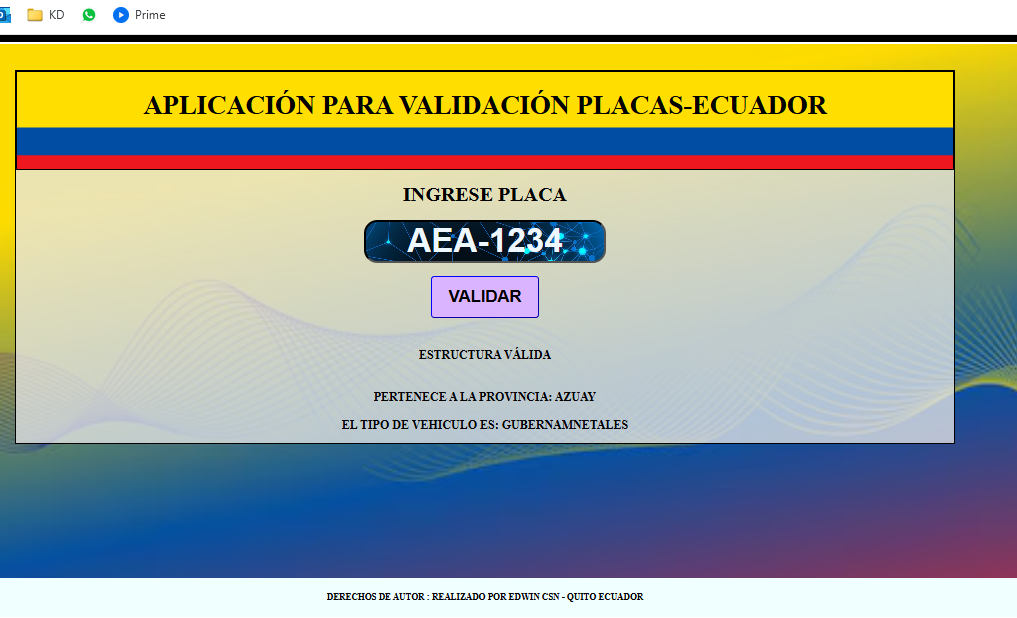 KD
Prime
APLICACIÓN PARA VALIDACIÓN PLACAS-ECUADOR
INGRESE PLACA
AEA-1234
VALIDAR
ESTRUCTURA VÁLIDA
PERTENECE A LA PROVINCIA: AZUAY
EL TIPO DE VEHICULO ES: GUBERNAMNETALES
DERECHOS DE AUTOR : REALIZADO POR EDWIN CSN - QUITO ECUADOR